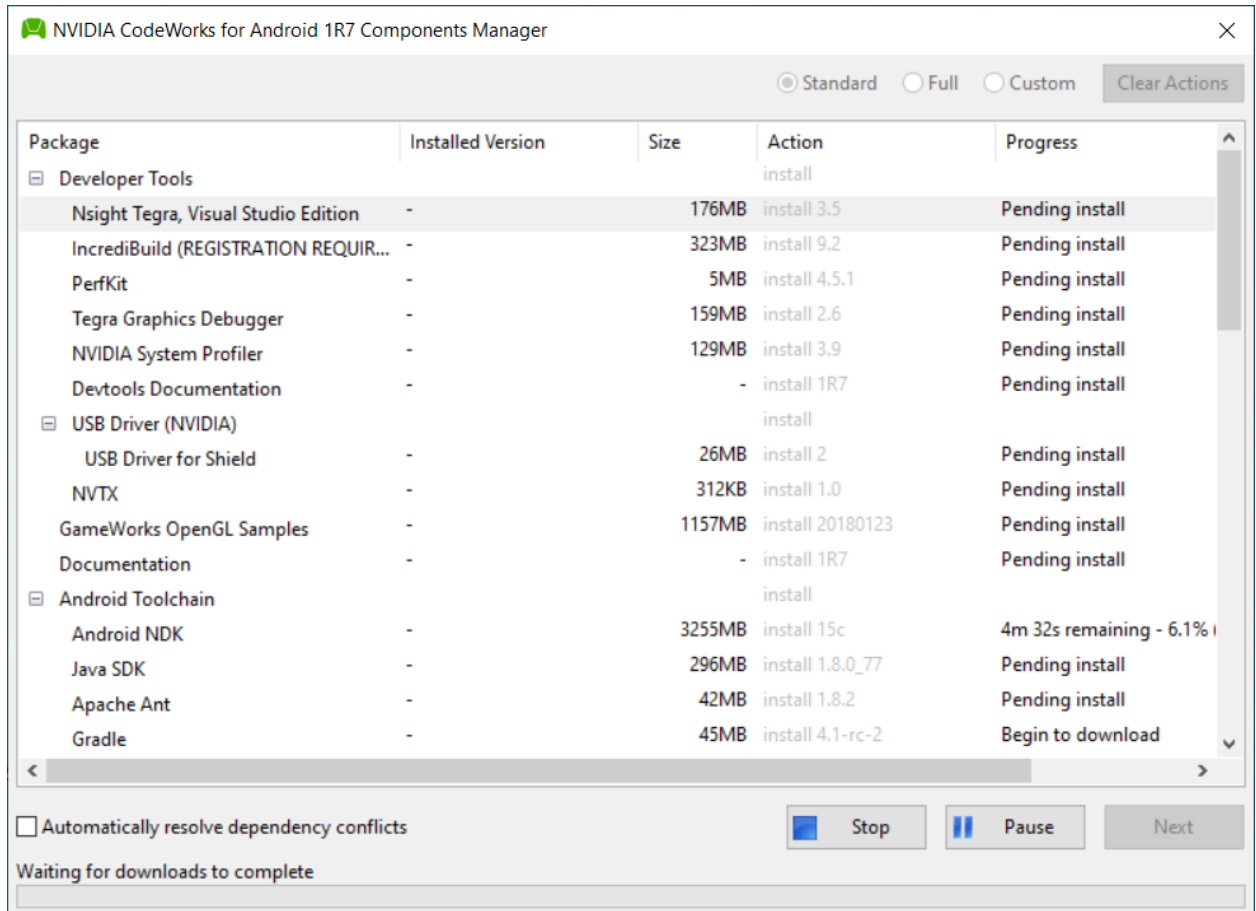 NVIDIA CodeWorks for Android 1R7 Components Manager
Standard Full Custom Clear Actions
Package Installed Version Size Action Progress
Developer Tools install
Nsight Tegra, Visual Studio Edition - 176MB install 3.5 Pending install
IncrediBuild (REGISTRATION REQUIR... - 323MB install 9.2 Pending install
PerfKit - 5MB install 4.5.1 Pending install
Tegra Graphics Debugger - 159MB install 2.6 Pending install
NVIDIA System Profiler - 129MB install 3.9 Pending install
Devtools Documentation - - install 1R7 Pending install
USB Driver (NVIDIA) install
USB Driver for Shield - 26MB install 2 Pending install
NVTX - 312KB install 1.0 Pending install
GameWorks OpenGL Samples - 1157MB install 20180123 Pending install
Documentation - - install 1R7 Pending install
Android Toolchain install
Android NDK - 3255MB install 15c 4m 32s remaining - 6.1% (
Java SDK - 296MB install 1.8.0_77 Pending install
Apache Ant - 42MB install 1.8.2 Pending install
Gradle - 45MB install 4.1-rc-2 Begin to download
Automatically resolve dependency conflicts Stop Pause Next
Waiting for downloads to complete